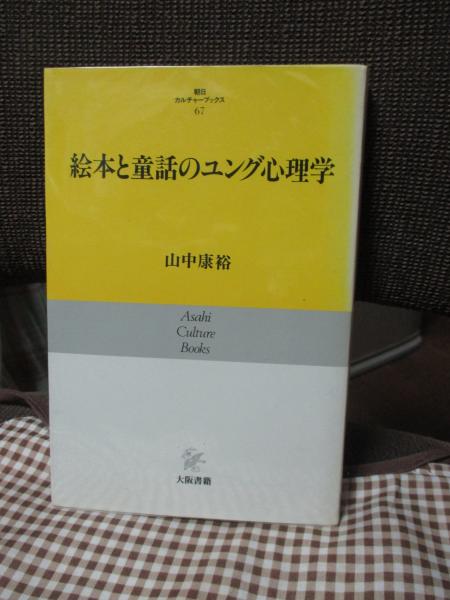 朝日
カルチャーブックス
67
絵本と童話のユング心理学
山中康裕
Asahi
Culture
Books
大阪書籍